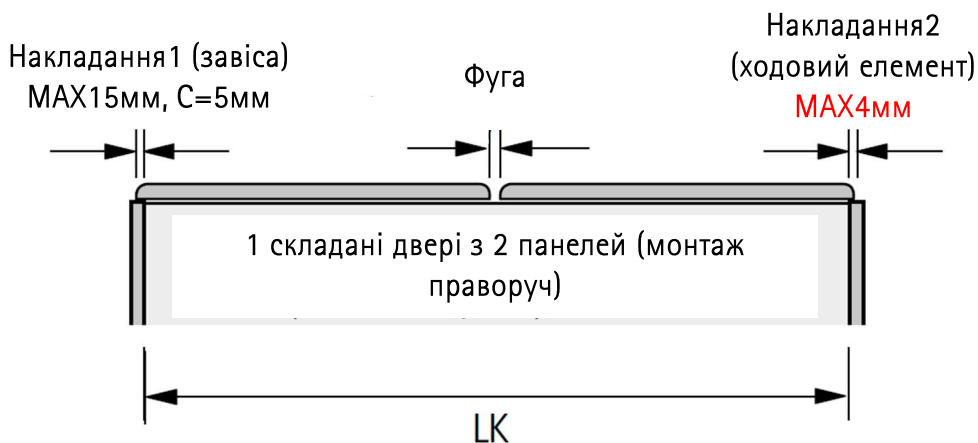 Накладання1 (завіса)
MAX15мм, C=5мм
Фуга
Накладання2
(ходовий елемент)
MAX4мм
1 складані двері з 2 панелей (монтаж
праворуч)
LK